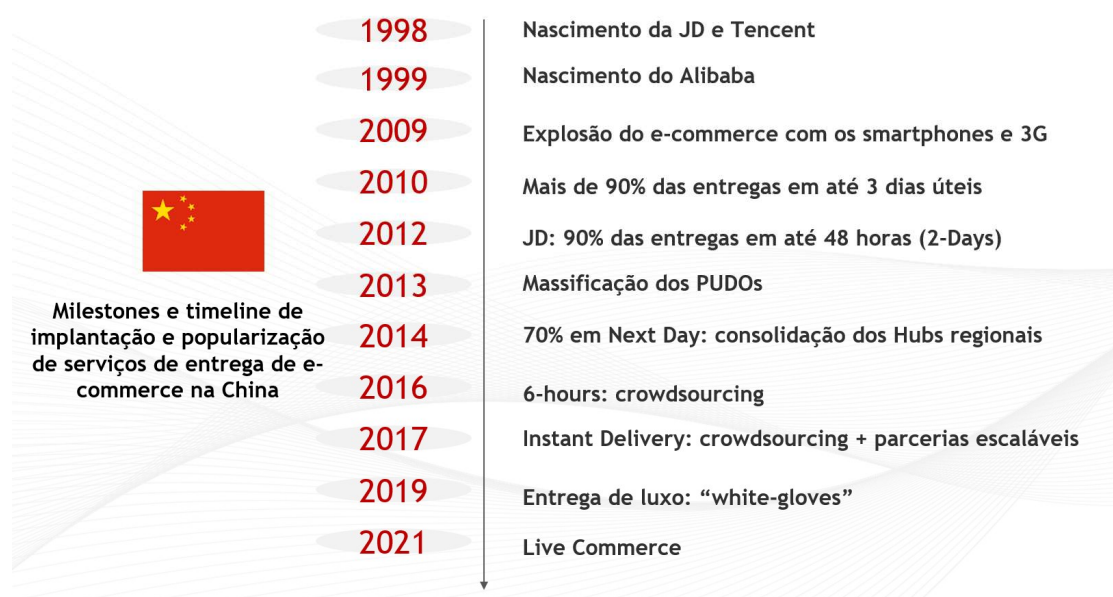 1998 Nascimento da JD e Tencent
1999 Nascimento do Alibaba
2009 Explosão do e-commerce com os smartphones e 3G
2010 Mais de 90% das entregas em até 3 dias úteis
2012 JD: 90% das entregas em até 48 horas (2-Days)
2013 Massificação dos PUDOs
2014 70% em Next Day: consolidação dos Hubs regionais
2016 6-hours: crowdsourcing
2017 Instant Delivery: crowdsourcing + parcerias escaláveis
2019 Entrega de luxo: “white-gloves”
2021 Live Commerce
Milestones e timeline de
implantação e popularização
de serviços de entrega de e-
commerce na China